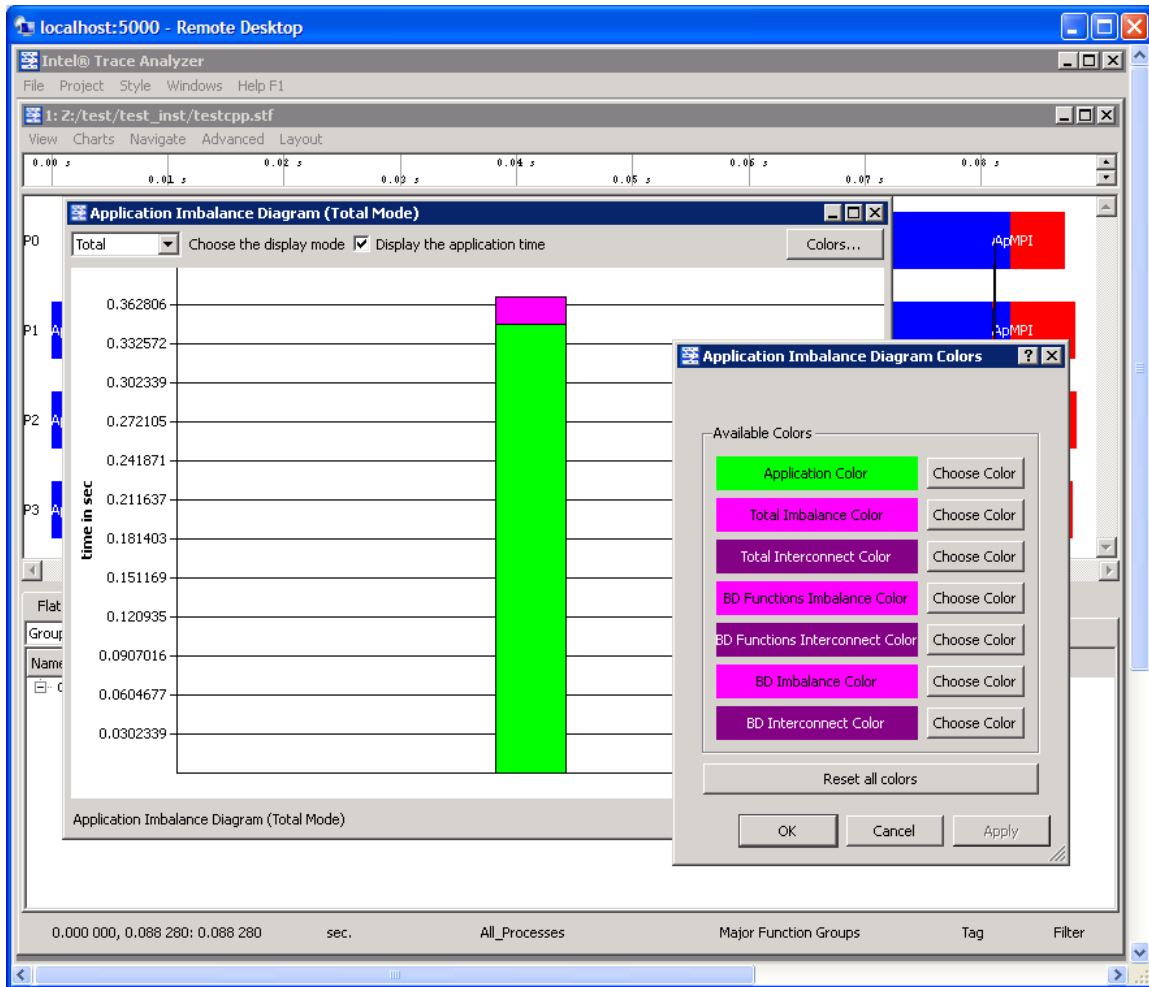 localhost:5000 - Remote Desktop
Intel® Trace Analyzer
File Project Style Windows Help F1
1: Z:/test/test_inst/testcpp.stf
View Charts Navigate Advanced Layout
0.00 s 0.02 s 0.04 s 0.06 s 0.08 s
0.01 s 0.03 s 0.05 s 0.07 s
Application Imbalance Diagram (Total Mode)
Total Choose the display mode Display the application time Colors...
P0 Ap MPI
P1 Ap MPI
P2
P3
0.362806
0.332572
0.302339
0.272105
0.241871
0.211637
0.181403
0.151169
0.120935
0.0907016
0.0604677
0.0302339
time in sec
Application Imbalance Diagram (Total Mode)
Application Imbalance Diagram Colors
Available Colors
Application Color Choose Color
Total Imbalance Color Choose Color
Total Interconnect Color Choose Color
BD Functions Imbalance Color Choose Color
BD Functions Interconnect Color Choose Color
BD Imbalance Color Choose Color
BD Interconnect Color Choose Color
Reset all colors
OK Cancel Apply
Flat
Group
Name
0.000 000, 0.088 280: 0.088 280 sec. All_Processes Major Function Groups Tag Filter